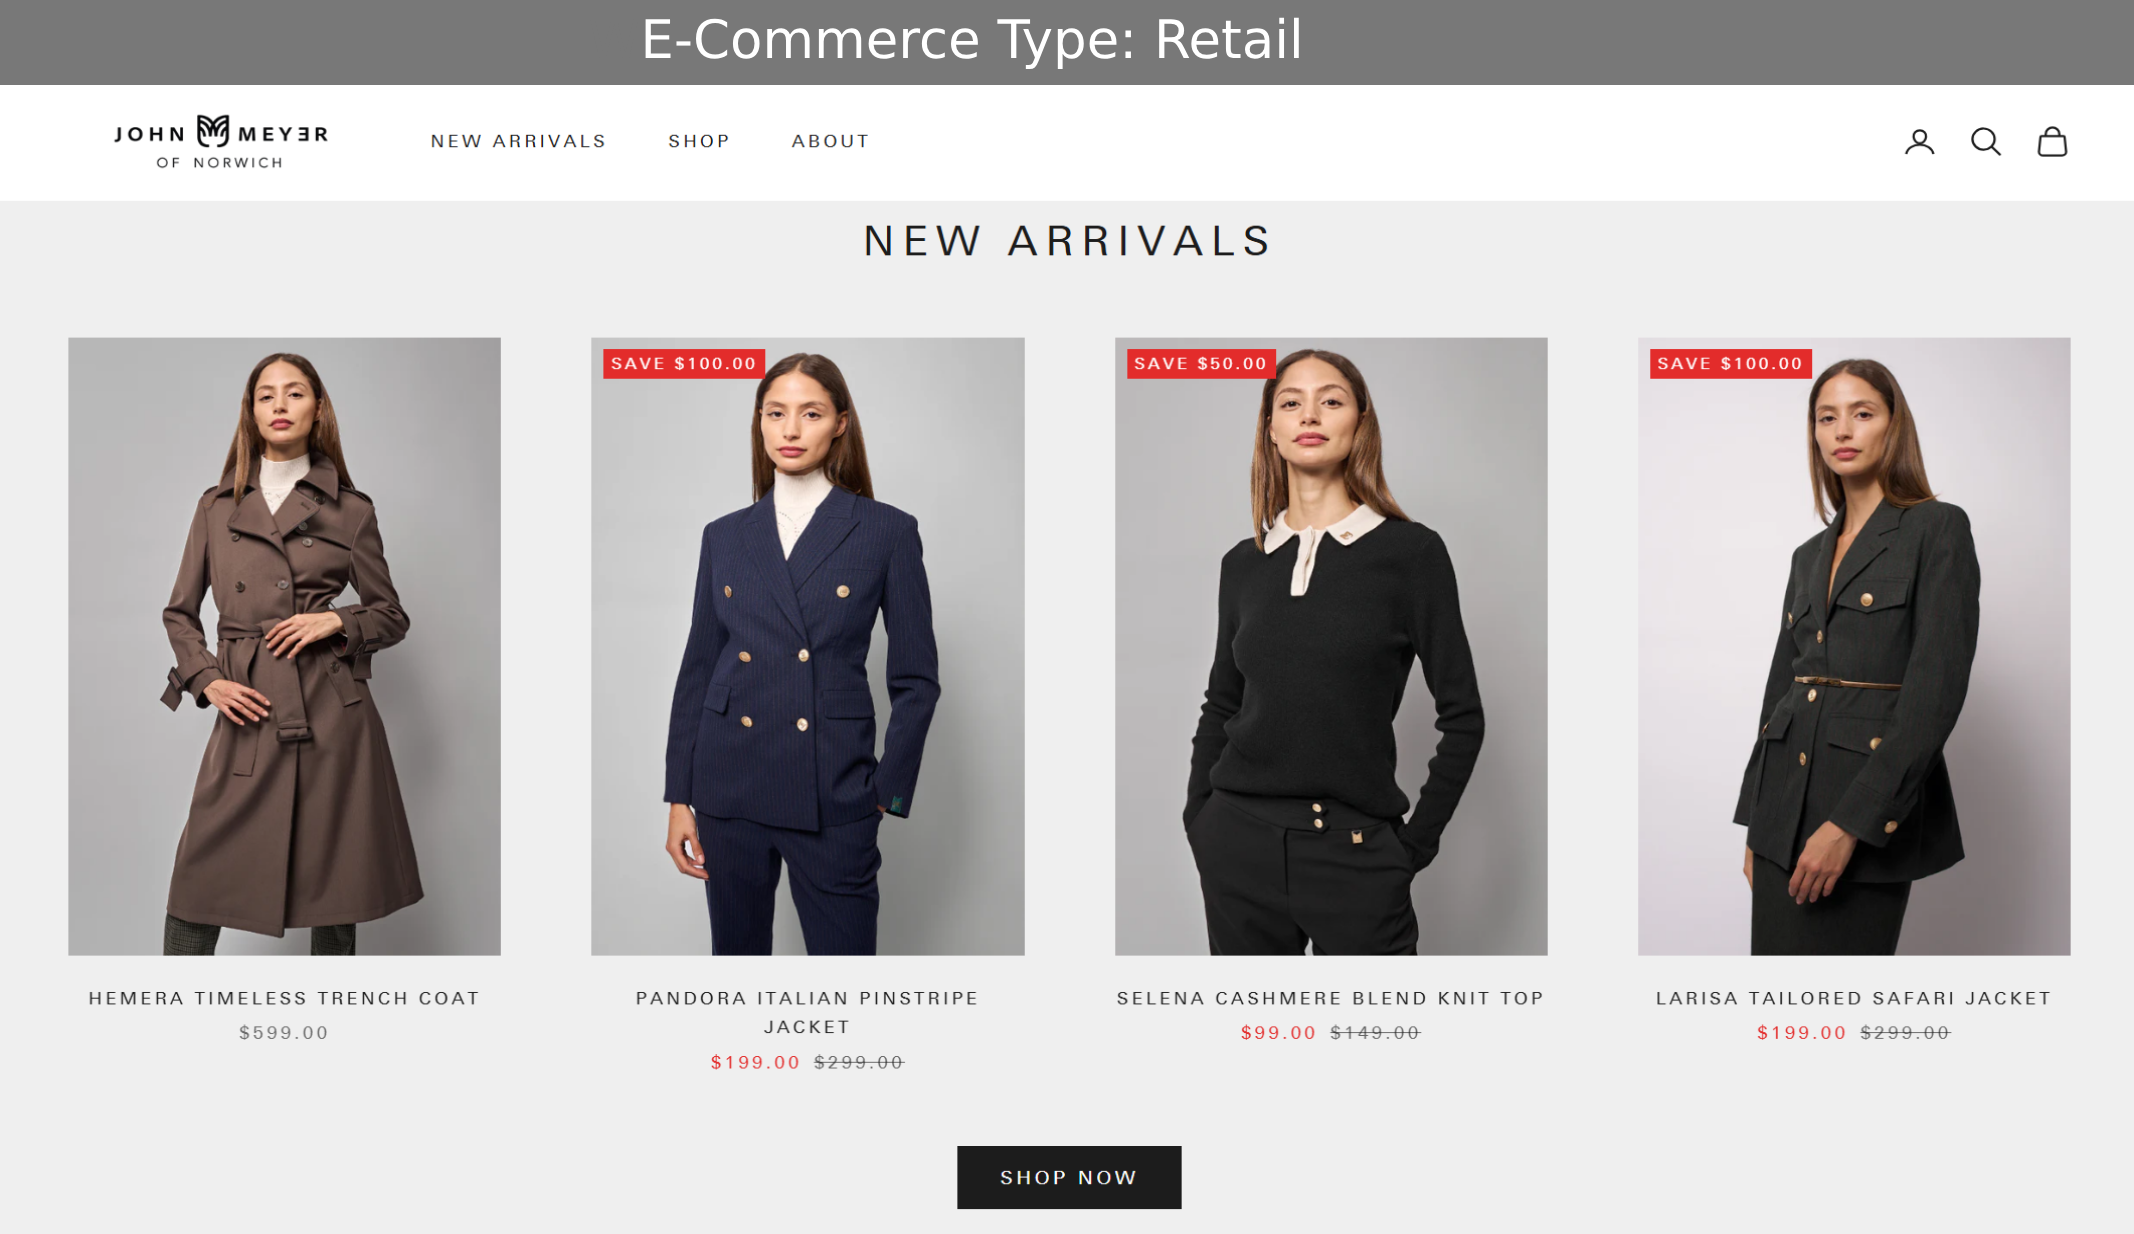 E-Commerce Type: Retail
JOHN MEYER
OF NORWICH
NEW ARRIVALS
SHOP
ABOUT
NEW ARRIVALS
SAVE $100.00
SAVE $50.00
SAVE $100.00
HEMERA TIMELESS TRENCH COAT
$599.00
PANDORA ITALIAN PINSTRIPE
JACKET
$199.00 $299.00
SELENA CASHMERE BLEND KNIT TOP
$99.00 $149.00
LARISA TAILORED SAFARI JACKET
$199.00 $299.00
SHOP NOW